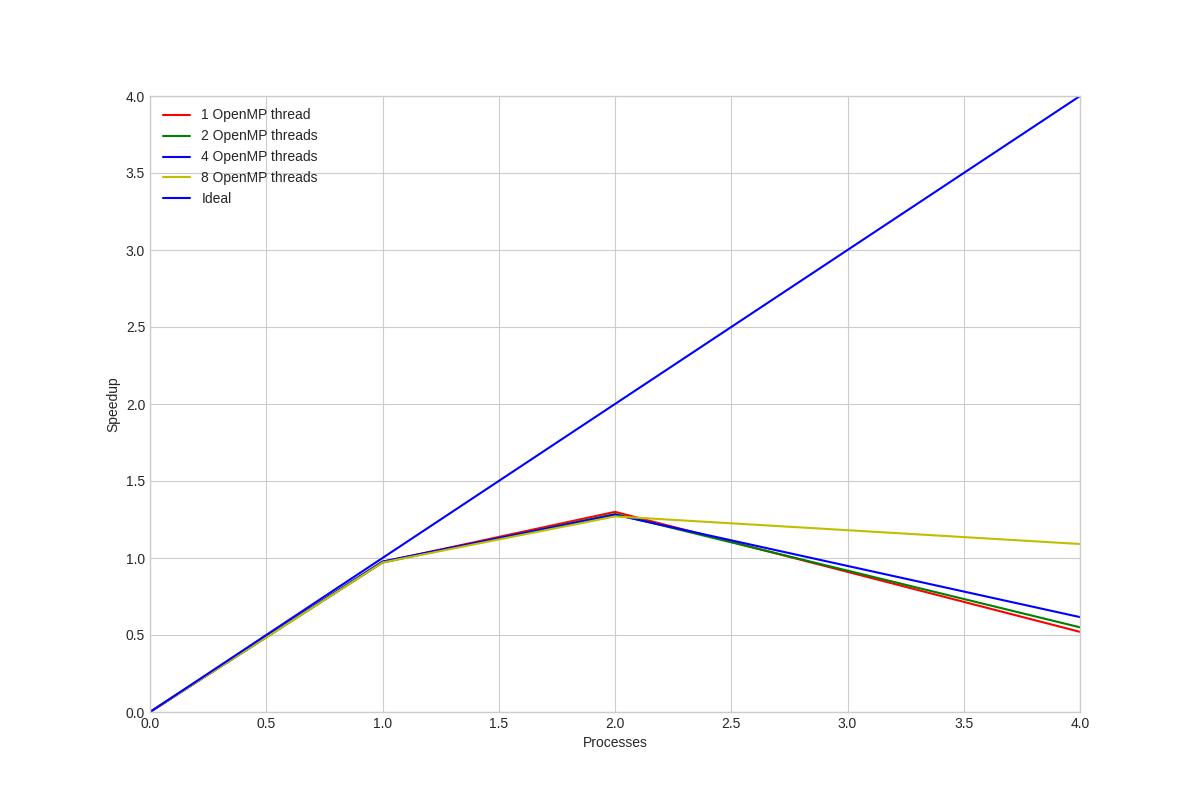 1 OpenMP thread
2 OpenMP threads
4 OpenMP threads
8 OpenMP threads
Ideal
4.0
3.5
3.0
2.5
2.0
1.5
1.0
0.5
0.0
Speedup
0.0 0.5 1.0 1.5 2.0 2.5 3.0 3.5 4.0
Processes